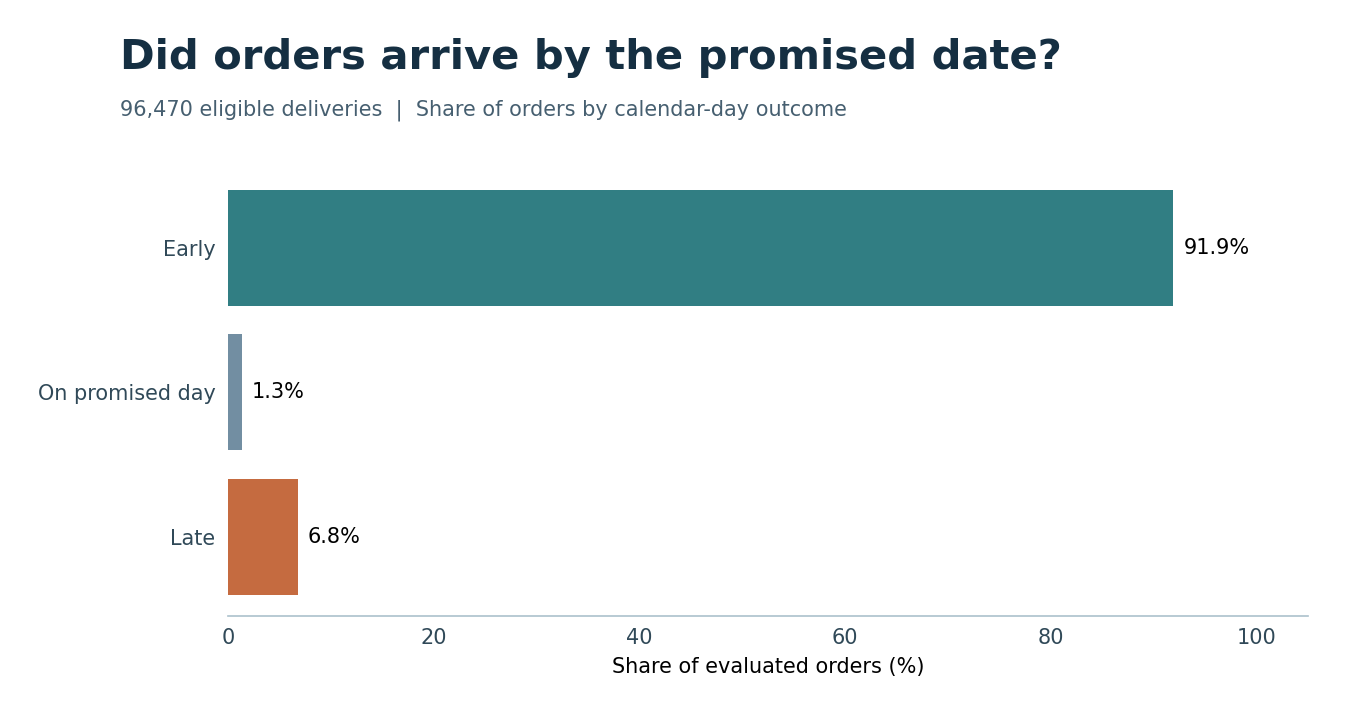 Did orders arrive by the promised date?
96,470 eligible deliveries | Share of orders by calendar-day outcome
Early 91.9%
On promised day 1.3%
Late 6.8%
0 20 40 60 80 100
Share of evaluated orders (%)